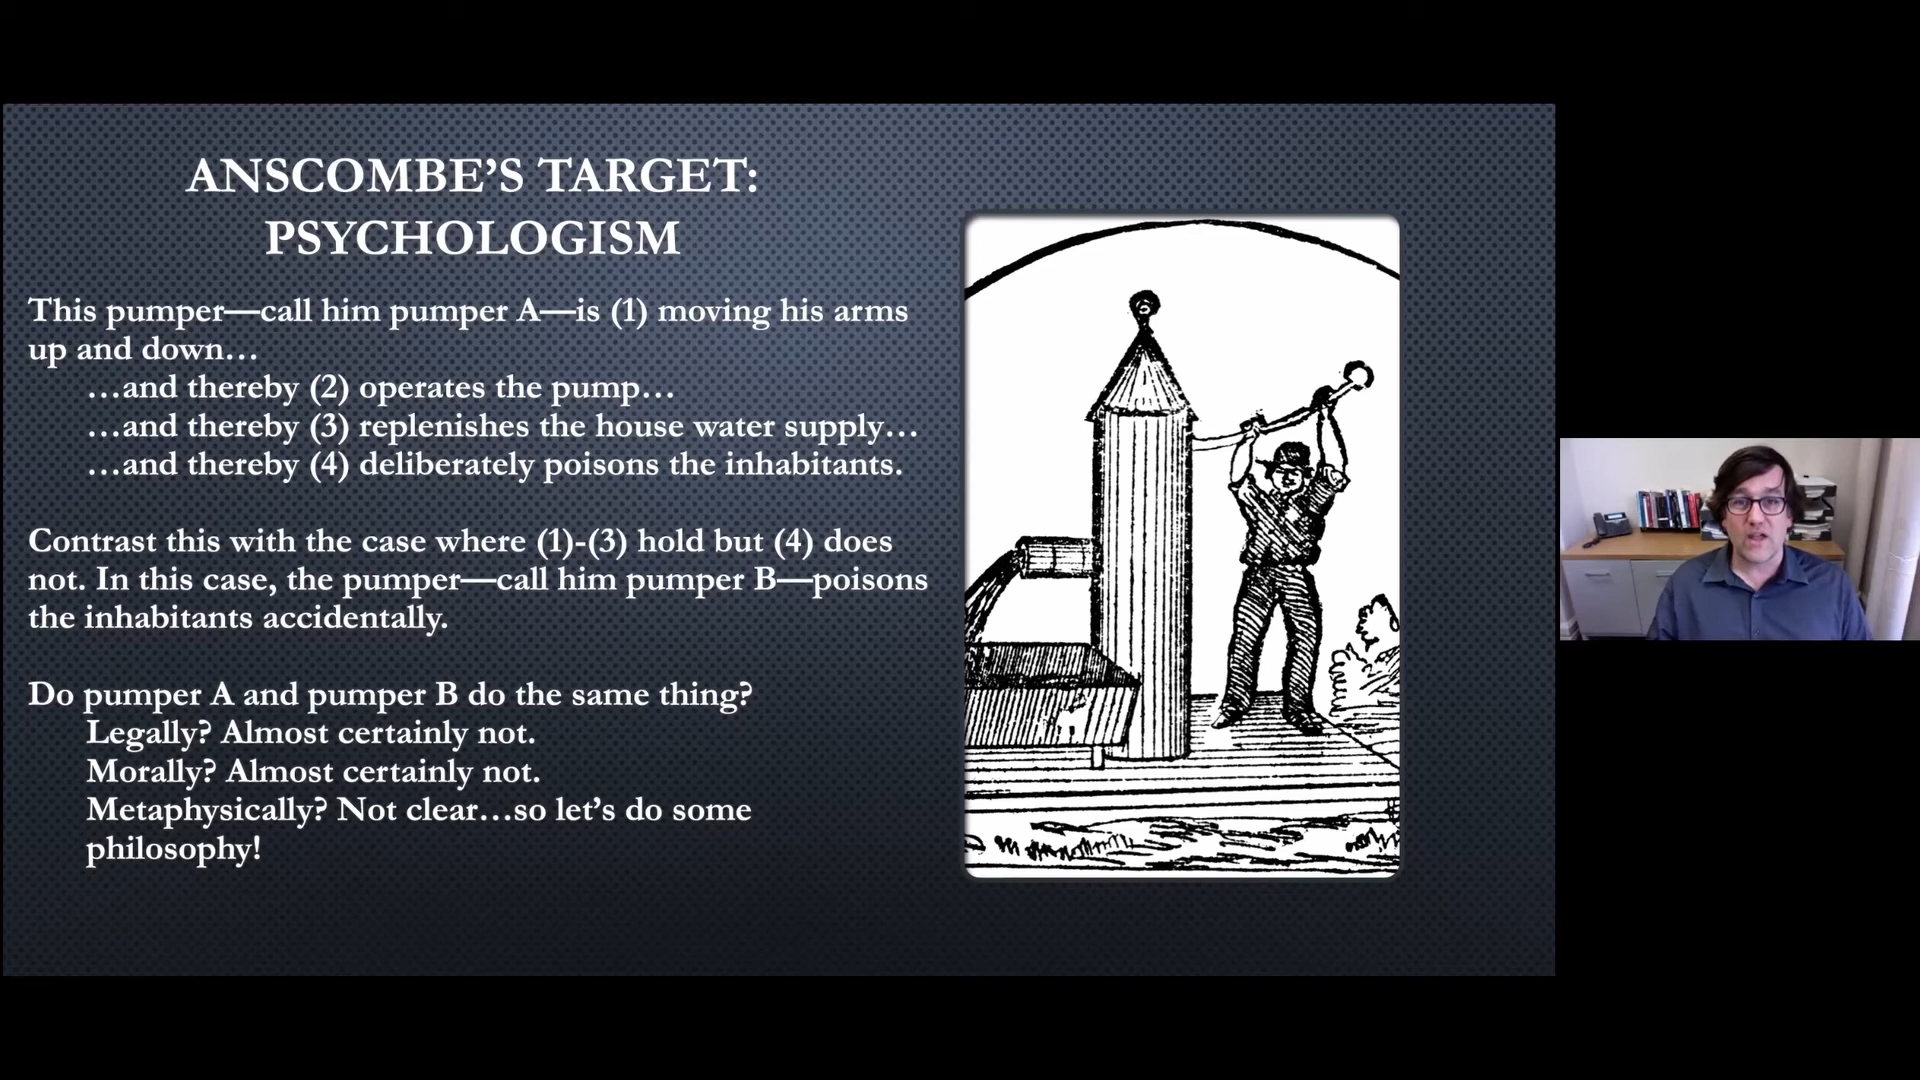 ANSCOMBE’S TARGET:
PSYCHOLOGISM
This pumper—call him pumper A—is (1) moving his arms
up and down…
…and thereby (2) operates the pump…
…and thereby (3) replenishes the house water supply…
…and thereby (4) deliberately poisons the inhabitants.
Contrast this with the case where (1)-(3) hold but (4) does
not. In this case, the pumper—call him pumper B—poisons
the inhabitants accidentally.
Do pumper A and pumper B do the same thing?
Legally? Almost certainly not.
Morally? Almost certainly not.
Metaphysically? Not clear…so let’s do some
philosophy!